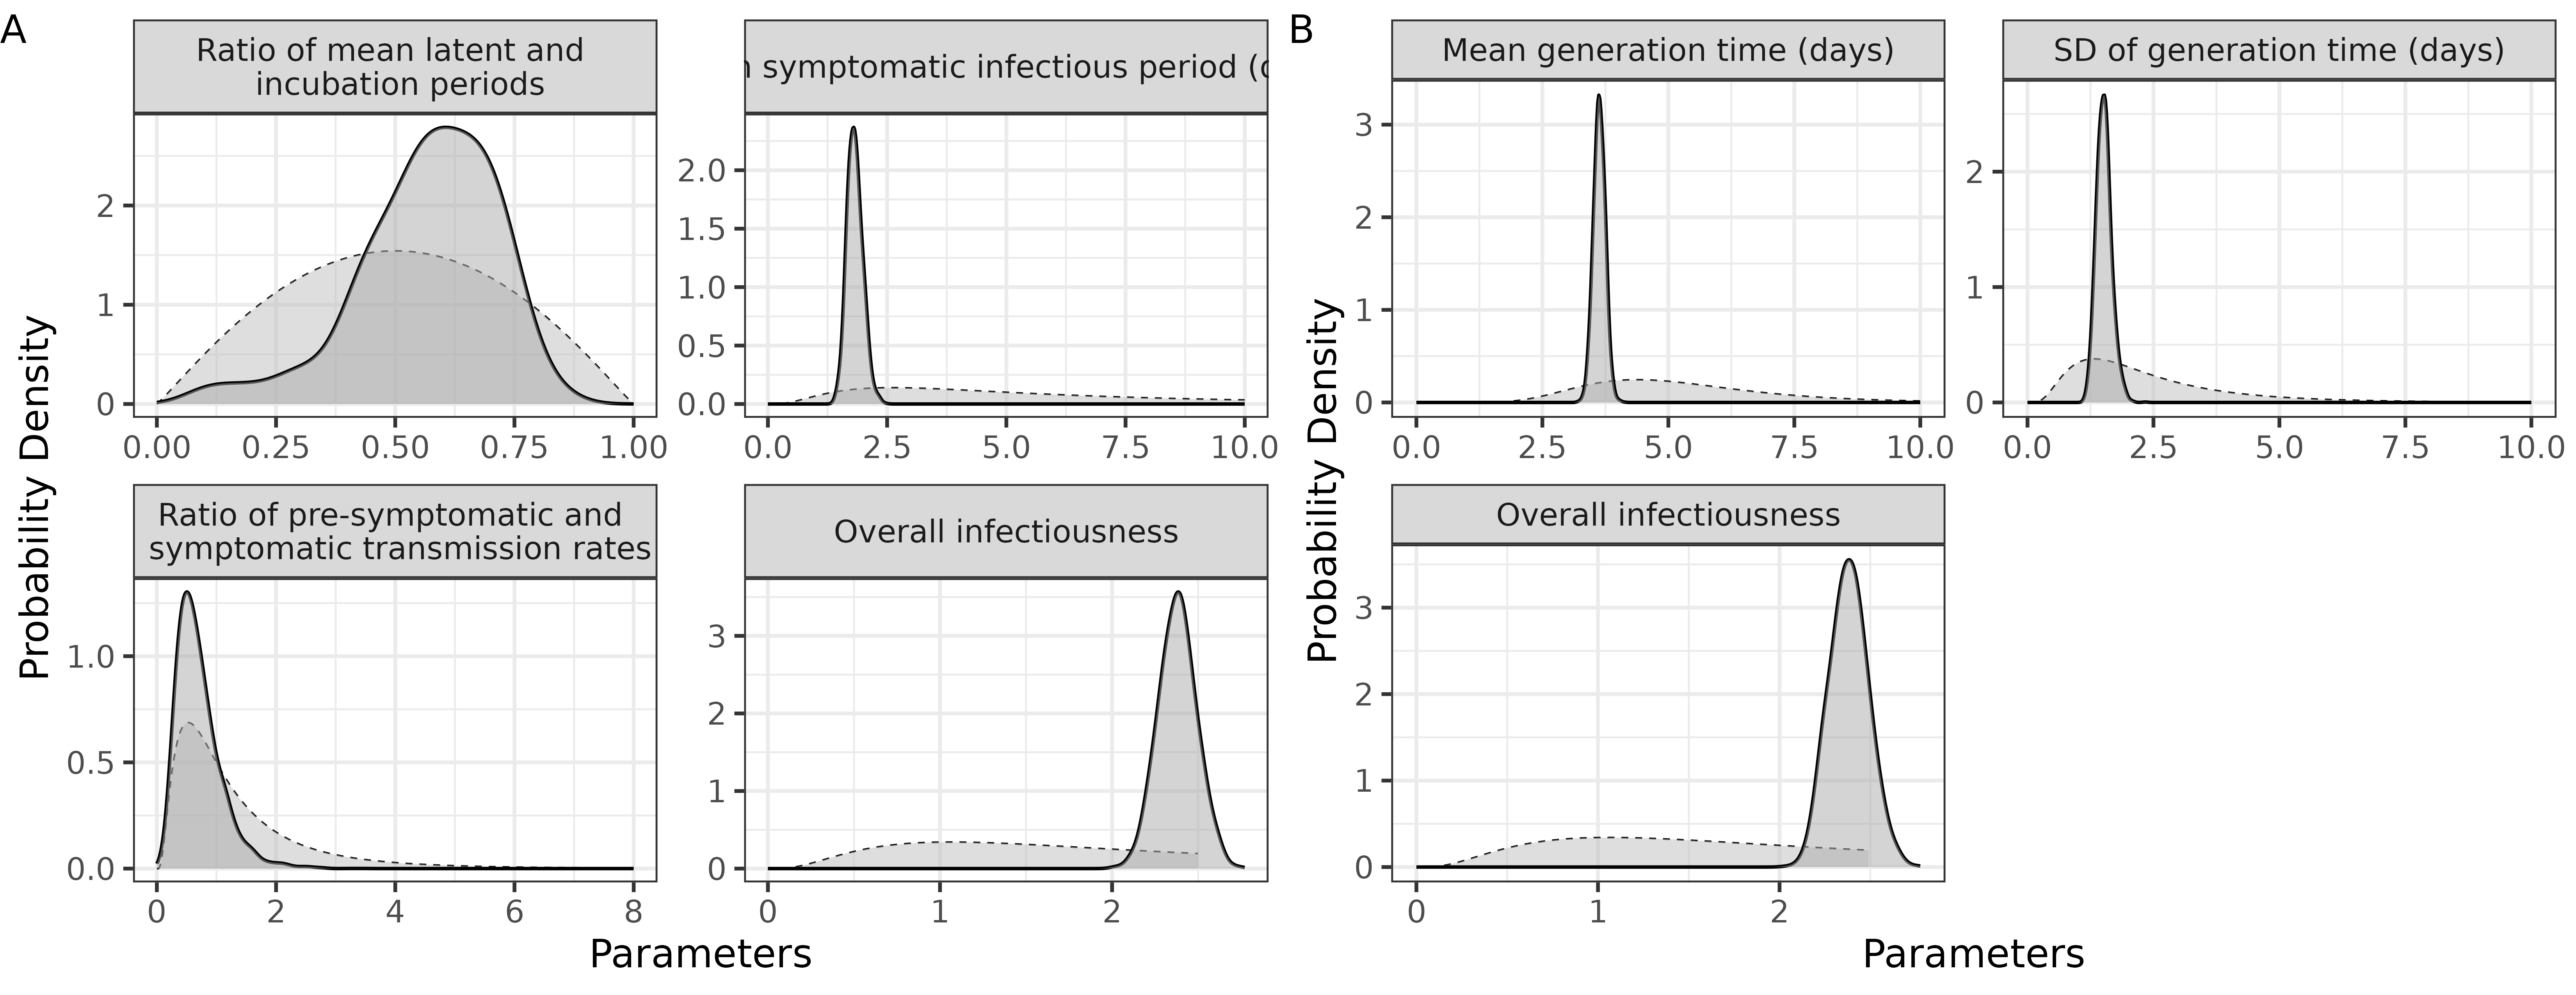 A
Ratio of mean latent and
incubation periods
symptomatic infectious period
2
1
0
0.00 0.25 0.50 0.75 1.00
2.0
1.5
1.0
0.5
0.0
0.0 2.5 5.0 7.5 10.0
Ratio of pre-symptomatic and
symptomatic transmission rates
Overall infectiousness
1.0
0.5
0.0
0 2 4 6 8
3
2
1
0
0 1 2
Probability Density
Parameters
B
Mean generation time (days)
SD of generation time (days)
3
2
1
0
0.0 2.5 5.0 7.5 10.0
2
1
0
0.0 2.5 5.0 7.5 10.0
Overall infectiousness
3
2
1
0
0 1 2
Probability Density
Parameters